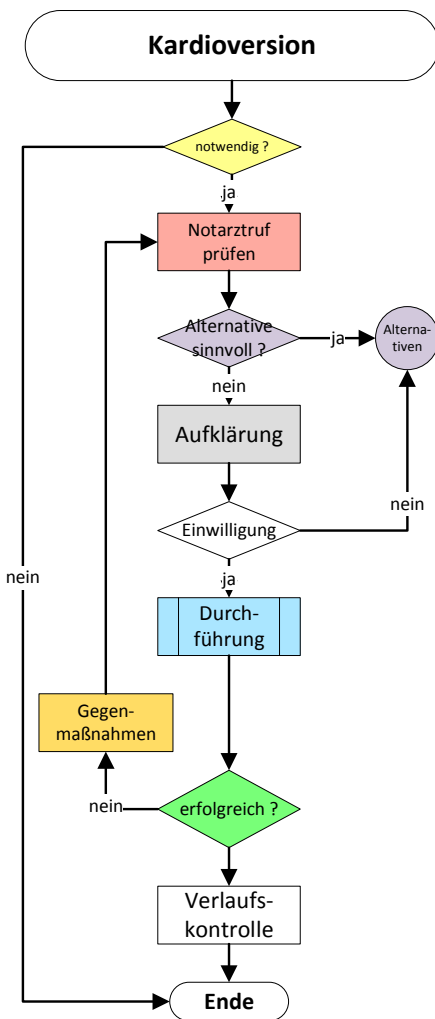 Kardioversion
notwendig ?
ja
Notarztruf
prüfen
Alternative
sinnvoll ?
ja
Alterna-
tiven
nein
Aufklärung
Einwilligung
nein
ja
nein
Durch-
führung
Gegen-
maßnahmen
nein
erfolgreich ?
Verlaufs-
kontrolle
Ende